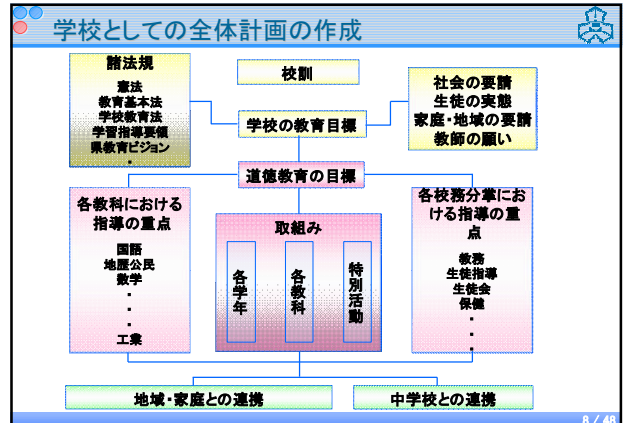 学校としての全体計画の作成
諸法規
憲法
教育基本法
学校教育法
学習指導要領
県教育ビジョン
・
校訓
学校の教育目標
社会の要請
生徒の実態
家庭・地域の要請
教師の願い
道徳教育の目標
各教科における
指導の重点
国語
地歴公民
数学
・
・
・
工業
取組み
各学年
各教科
特別活動
各校務分掌にお
ける指導の重
点
教務
生徒指導
生徒会
保健
・
・
・
地域・家庭との連携
中学校との連携
8 / 48